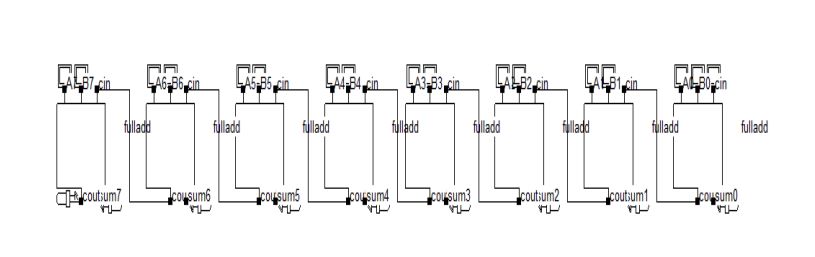 A7 B7 cin A6 B6 cin A5 B5 cin A4 B4 cin A3 B3 cin A2 B2 cin A1 B1 cin A0 B0 cin
fulladd fulladd fulladd fulladd fulladd fulladd fulladd fulladd
cout sum7 cout sum6 cout sum5 cout sum4 cout sum3 cout sum2 cout sum1 cout sum0